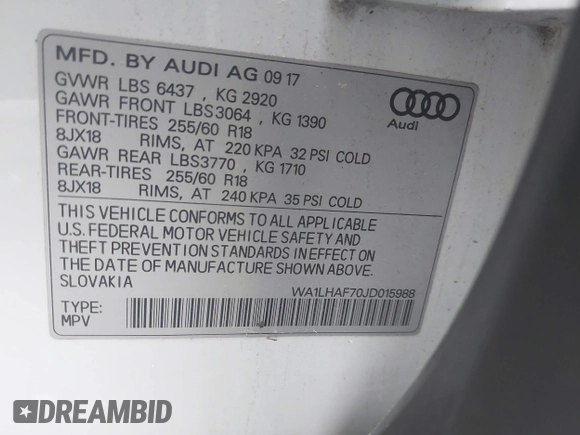 MFD. BY AUDI AG 09 17
GVWR LBS 6437 , KG 2920
GAWR FRONT LBS3064 , KG 1390
FRONT-TIRES 255/60 R18
8JX18 RIMS, AT 220 KPA 32 PSI COLD
GAWR REAR LBS3770 , KG 1710
REAR-TIRES 255/60 R18
8JX18 RIMS, AT 240 KPA 35 PSI COLD
Audi
THIS VEHICLE CONFORMS TO ALL APPLICABLE
U.S. FEDERAL MOTOR VEHICLE SAFETY AND
THEFT PREVENTION STANDARDS IN EFFECT ON
THE DATE OF MANUFACTURE SHOWN ABOVE.
SLOVAKIA
WA1LHAF70JD015988
TYPE:
MPV
DREAMBID